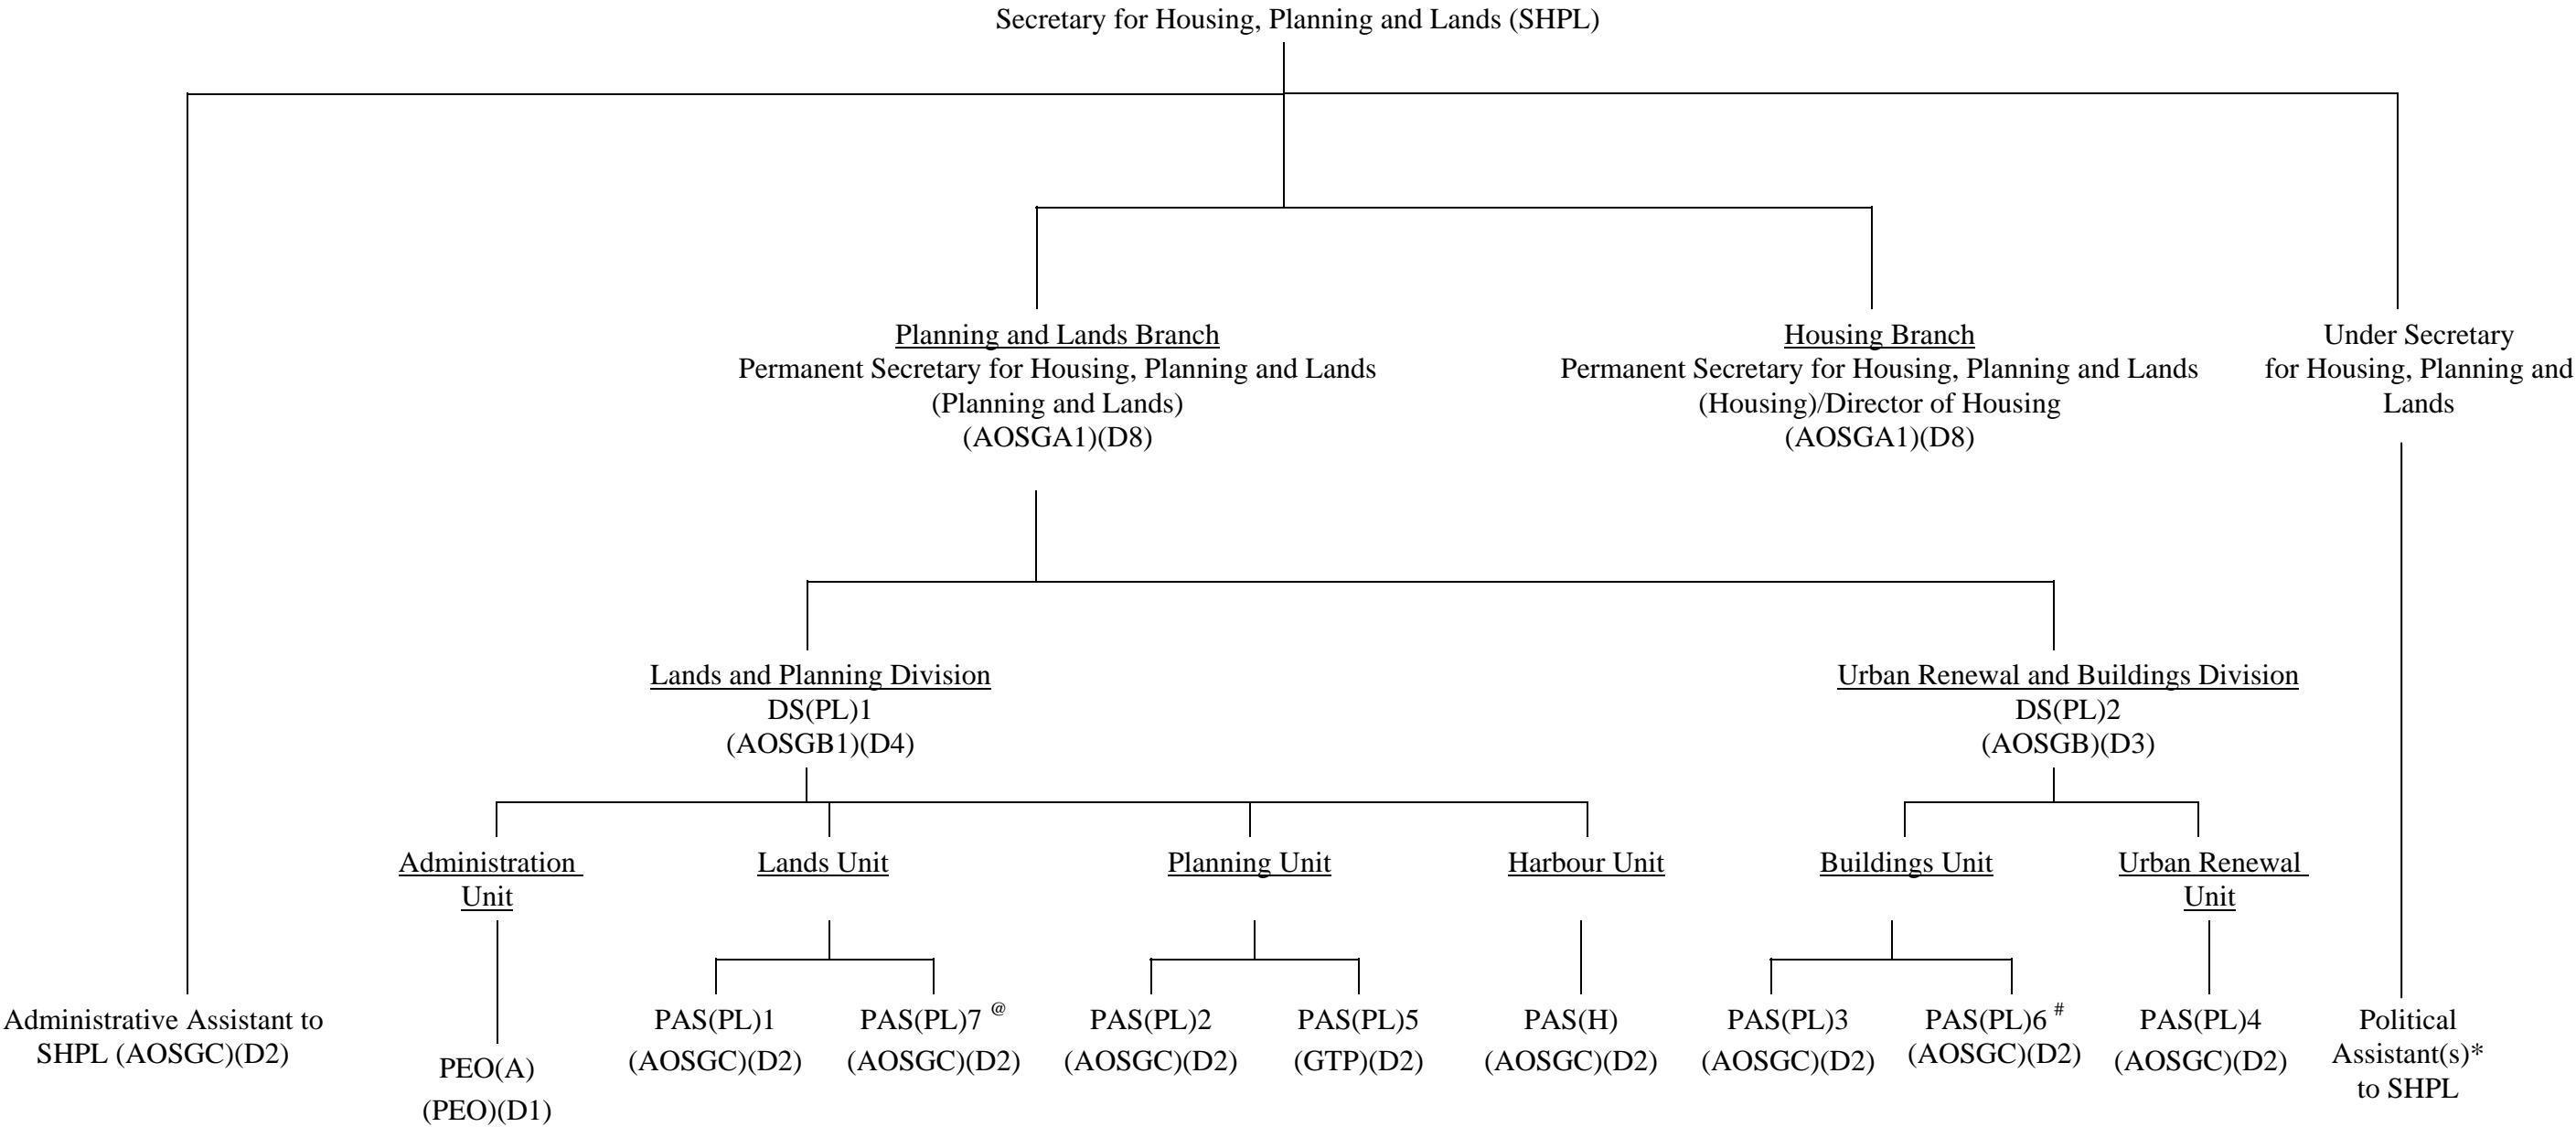 Secretary for Housing, Planning and Lands (SHPL)
Planning and Lands Branch
Permanent Secretary for Housing, Planning and Lands
(Planning and Lands)
(AOSGA1)(D8)
Housing Branch
Permanent Secretary for Housing, Planning and Lands
(Housing)/Director of Housing
(AOSGA1)(D8)
Under Secretary
for Housing, Planning and
Lands
Lands and Planning Division
DS(PL)1
(AOSGB1)(D4)
Urban Renewal and Buildings Division
DS(PL)2
(AOSGB)(D3)
Administration
Unit
Lands Unit
Planning Unit
Harbour Unit
Buildings Unit
Urban Renewal
Unit
Administrative Assistant to
SHPL (AOSGC)(D2)
PEO(A)
(PEO)(D1)
PAS(PL)1
(AOSGC)(D2)
PAS(PL)7 @
(AOSGC)(D2)
PAS(PL)2
(AOSGC)(D2)
PAS(PL)5
(GTP)(D2)
PAS(H)
(AOSGC)(D2)
PAS(PL)3
(AOSGC)(D2)
PAS(PL)6 #
(AOSGC)(D2)
PAS(PL)4
(AOSGC)(D2)
Political
Assistant(s)*
to SHPL